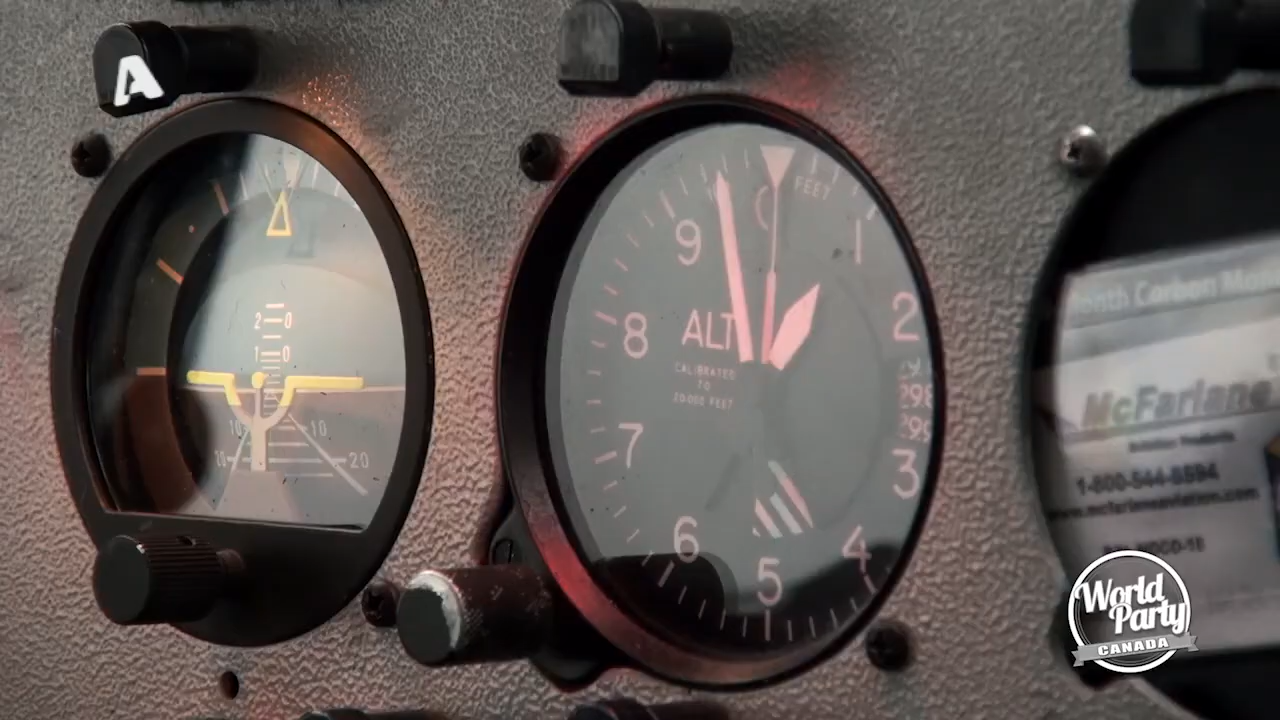 A
2 0
1 0
10 10
20 20
FEET
0
1
2
3
4
5
6
7
8
9
ALT
CALIBRATED
TO
20,000 FEET
McFarlane
1-800-544-8594
www.mcfarlaneaviation.com
World
Party
CANADA